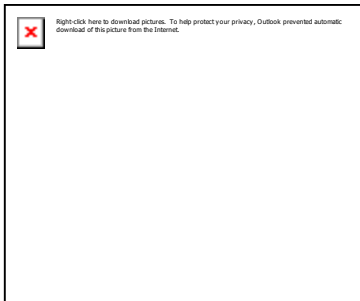 Right-click here to download pictures. To help protect your privacy, Outlook prevented automatic
download of this picture from the Internet.